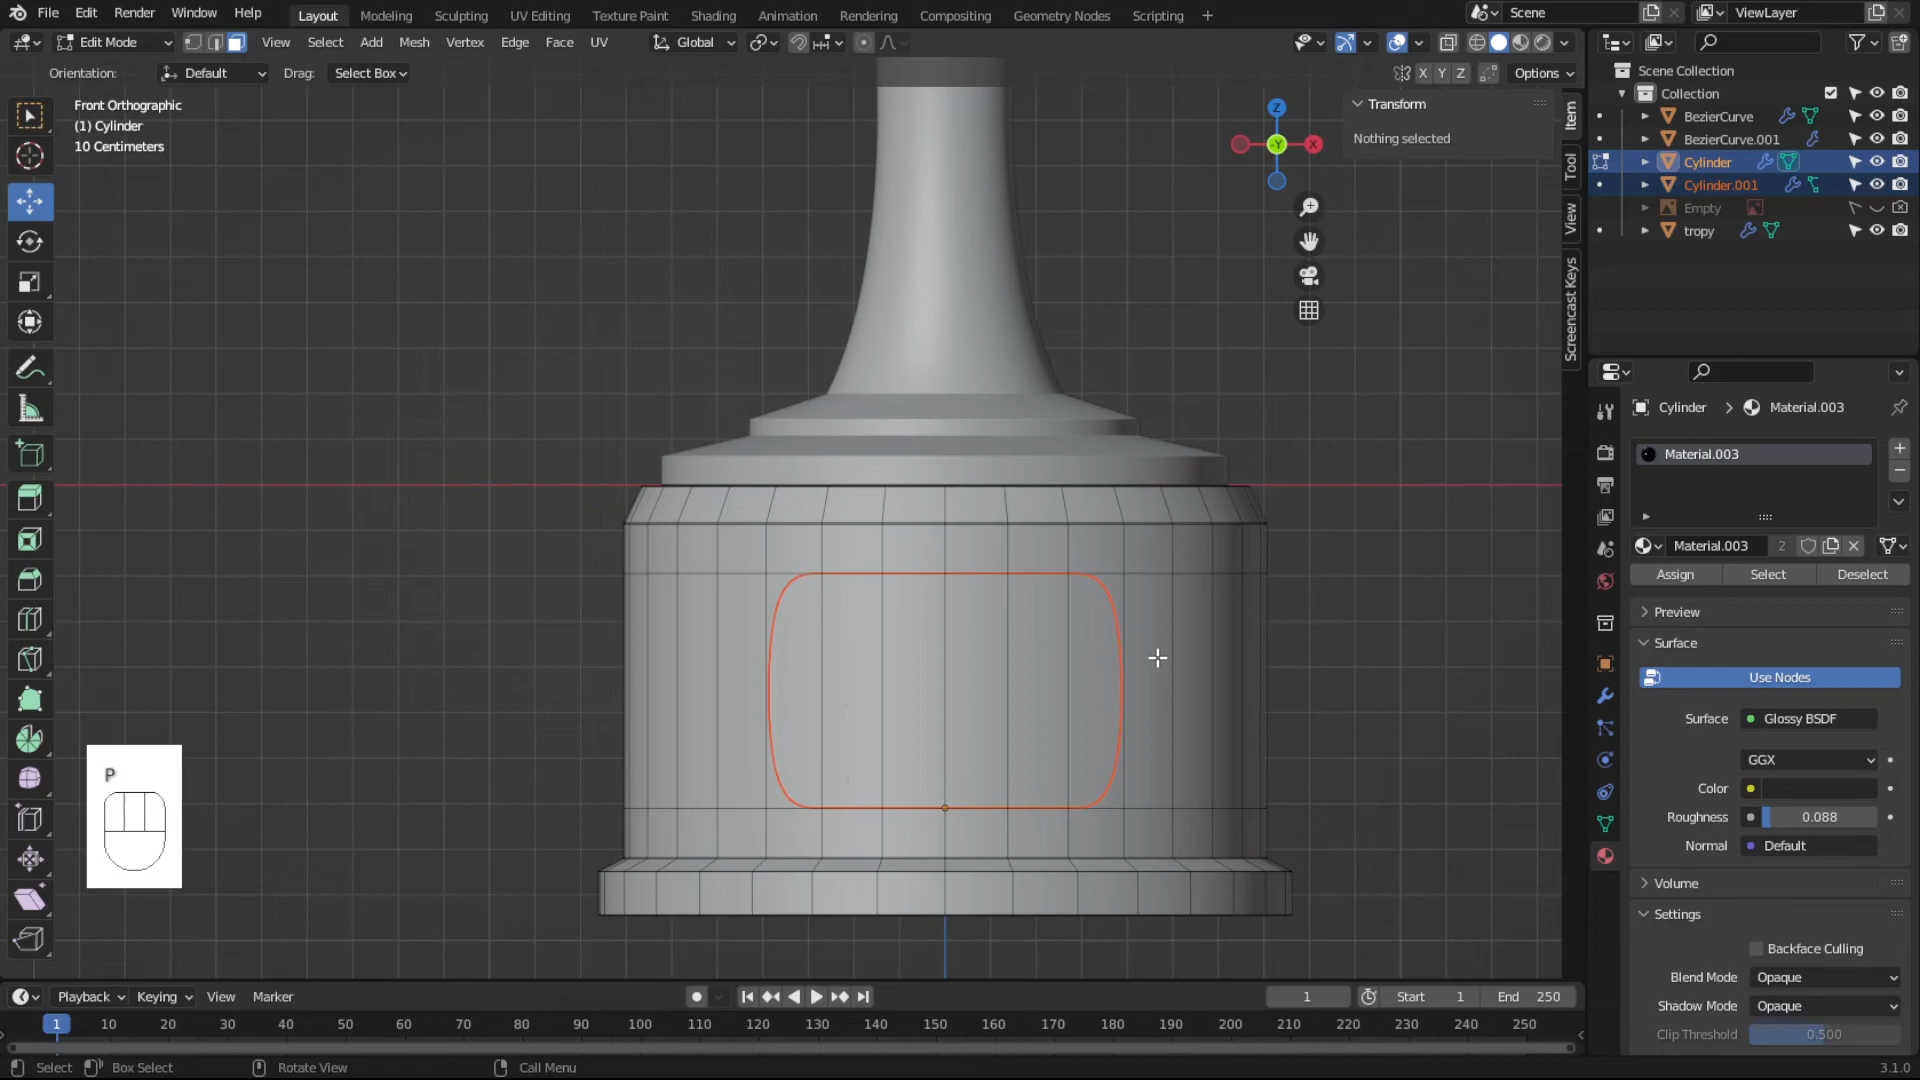 File Edit Render Window Help Layout Modeling Sculpting UV Editing Texture Paint Shading Animation Rendering Compositing Geometry Nodes Scripting + Scene ViewLayer
Edit Mode View Select Add Mesh Vertex Edge Face UV Global
Orientation: Default Drag: Select Box X Y Z Options
Front Orthographic
(1) Cylinder
10 Centimeters
Z
-Y
X
Transform
Nothing selected
Item
Tool
View
Screencast Keys
Scene Collection
Collection
BezierCurve
BezierCurve.001
Cylinder
Cylinder.001
Empty
tropy
Cylinder > Material.003
Material.003
Material.003 2
Assign Select Deselect
Preview
Surface
Use Nodes
Surface Glossy BSDF
GGX
Color
Roughness 0.088
Normal Default
Volume
Settings
Backface Culling
Blend Mode Opaque
Shadow Mode Opaque
Clip Threshold 0.500
P
Playback Keying View Marker 1 Start 1 End 250
1 10 20 30 40 50 60 70 80 90 100 110 120 130 140 150 160 170 180 190 200 210 220 230 240 250
Select Box Select Rotate View Call Menu 3.1.0